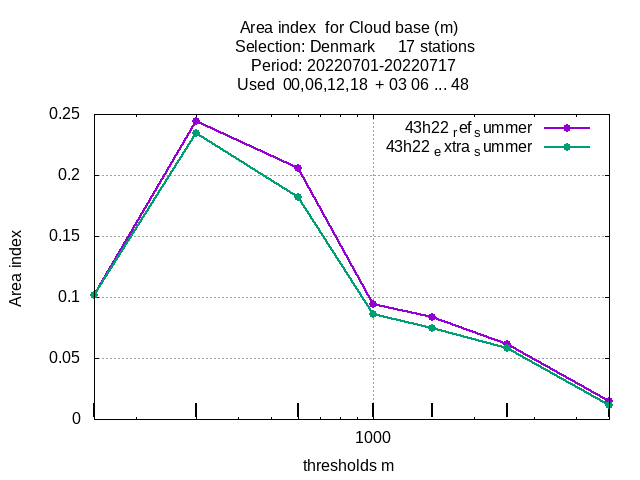 Area index  for Cloud base (m)
Selection: Denmark     17 stations
Period: 20220701-20220717
Used  00,06,12,18  + 03 06 ... 48
0.25
43h22 ref summer
43h22 extra summer
0.2
0.15
Area index
0.1
0.05
0
1000
thresholds m